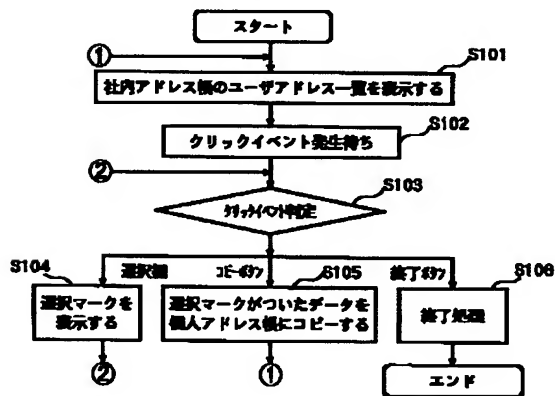 スタート
①
S101
社内アドレス帳のユーザアドレス一覧を表示する
S102
クリックイベント発生待ち
②
S103
クリックイベント判定
S104
選択欄
コピーボタン
S105
終了ボタン
S106
選択マークを
表示する
選択マークがついたデータを
個人アドレス帳にコピーする
終了処理
②
①
エンド